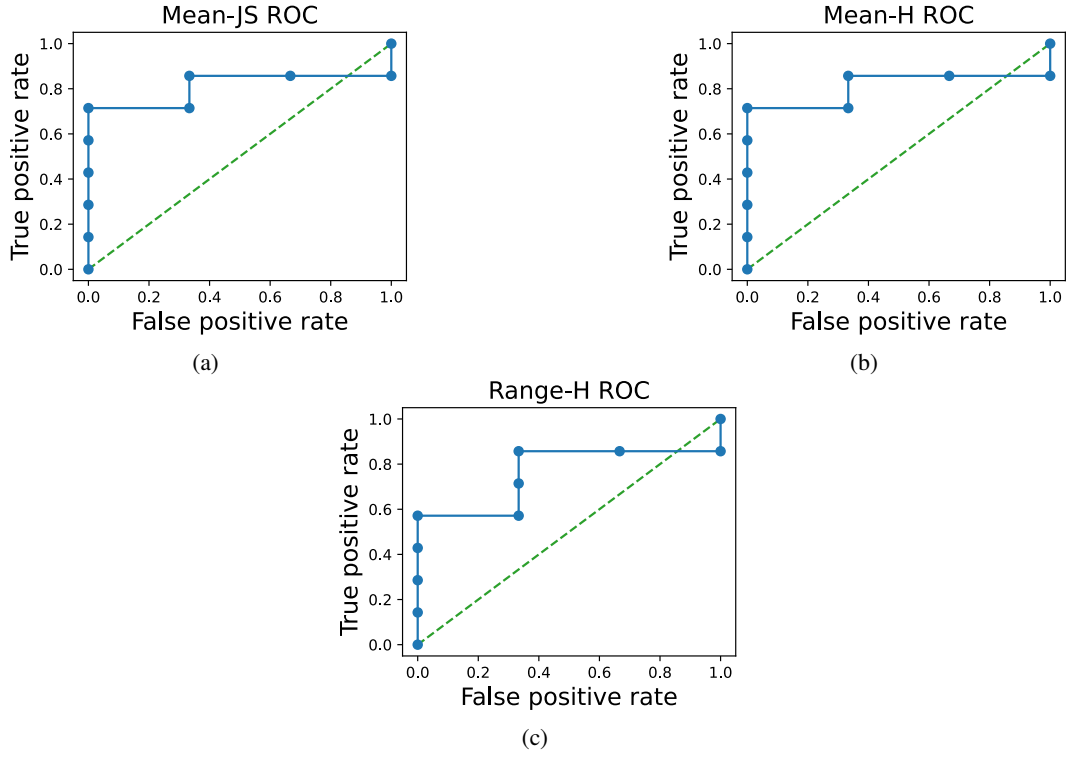 Mean-JS ROC
True positive rate
1.0
0.8
0.6
0.4
0.2
0.0
0.0 0.2 0.4 0.6 0.8 1.0
False positive rate
(a)
Mean-H ROC
True positive rate
1.0
0.8
0.6
0.4
0.2
0.0
0.0 0.2 0.4 0.6 0.8 1.0
False positive rate
(b)
Range-H ROC
True positive rate
1.0
0.8
0.6
0.4
0.2
0.0
0.0 0.2 0.4 0.6 0.8 1.0
False positive rate
(c)